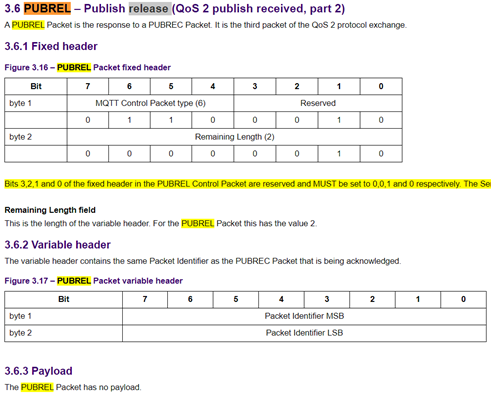 3.6 PUBREL – Publish release (QoS 2 publish received, part 2)
A PUBREL Packet is the response to a PUBREC Packet. It is the third packet of the QoS 2 protocol exchange.
3.6.1 Fixed header
Figure 3.16 – PUBREL Packet fixed header
Bit 7 6 5 4 3 2 1 0
byte 1 MQTT Control Packet type (6) Reserved
0 1 1 0 0 0 1 0
byte 2 Remaining Length (2)
0 0 0 0 0 0 1 0
Bits 3,2,1 and 0 of the fixed header in the PUBREL Control Packet are reserved and MUST be set to 0,0,1 and 0 respectively. The Se
Remaining Length field
This is the length of the variable header. For the PUBREL Packet this has the value 2.
3.6.2 Variable header
The variable header contains the same Packet Identifier as the PUBREC Packet that is being acknowledged.
Figure 3.17 – PUBREL Packet variable header
Bit 7 6 5 4 3 2 1 0
byte 1 Packet Identifier MSB
byte 2 Packet Identifier LSB
3.6.3 Payload
The PUBREL Packet has no payload.